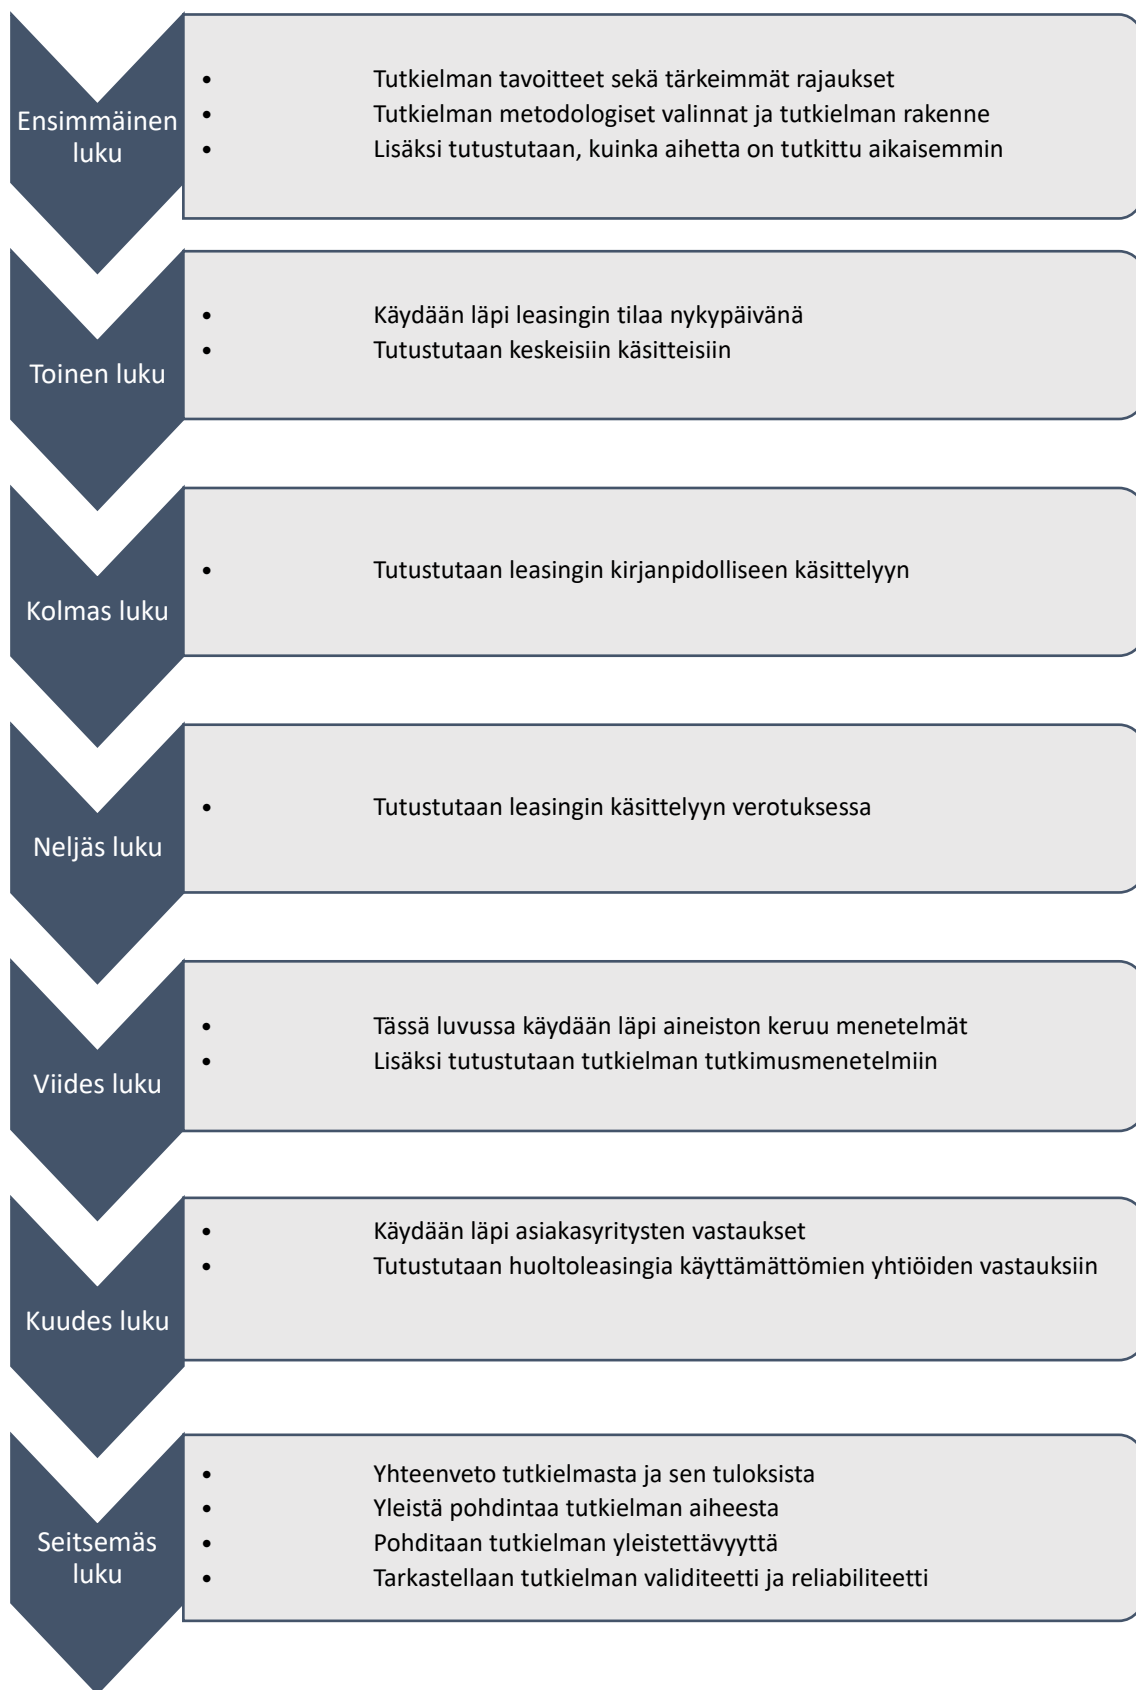 Ensimmäinen
luku
• Tutkielman tavoitteet sekä tärkeimmät rajaukset
• Tutkielman metodologiset valinnat ja tutkielman rakenne
• Lisäksi tutustutaan, kuinka aihetta on tutkittu aikaisemmin
Toinen luku
• Käydään läpi leasingin tilaa nykypäivänä
• Tutustutaan keskeisiin käsitteisiin
Kolmas luku
• Tutustutaan leasingin kirjanpidolliseen käsittelyyn
Neljäs luku
• Tutustutaan leasingin käsittelyyn verotuksessa
Viides luku
• Tässä luvussa käydään läpi aineiston keruu menetelmät
• Lisäksi tutustutaan tutkielman tutkimusmenetelmiin
Kuudes luku
• Käydään läpi asiakasyritysten vastaukset
• Tutustutaan huoltoleasingia käyttämättömien yhtiöiden vastauksiin
Seitsemäs
luku
• Yhteenveto tutkielmasta ja sen tuloksista
• Yleistä pohdintaa tutkielman aiheesta
• Pohditaan tutkielman yleistettävyyttä
• Tarkastellaan tutkielman validiteetti ja reliabiliteetti